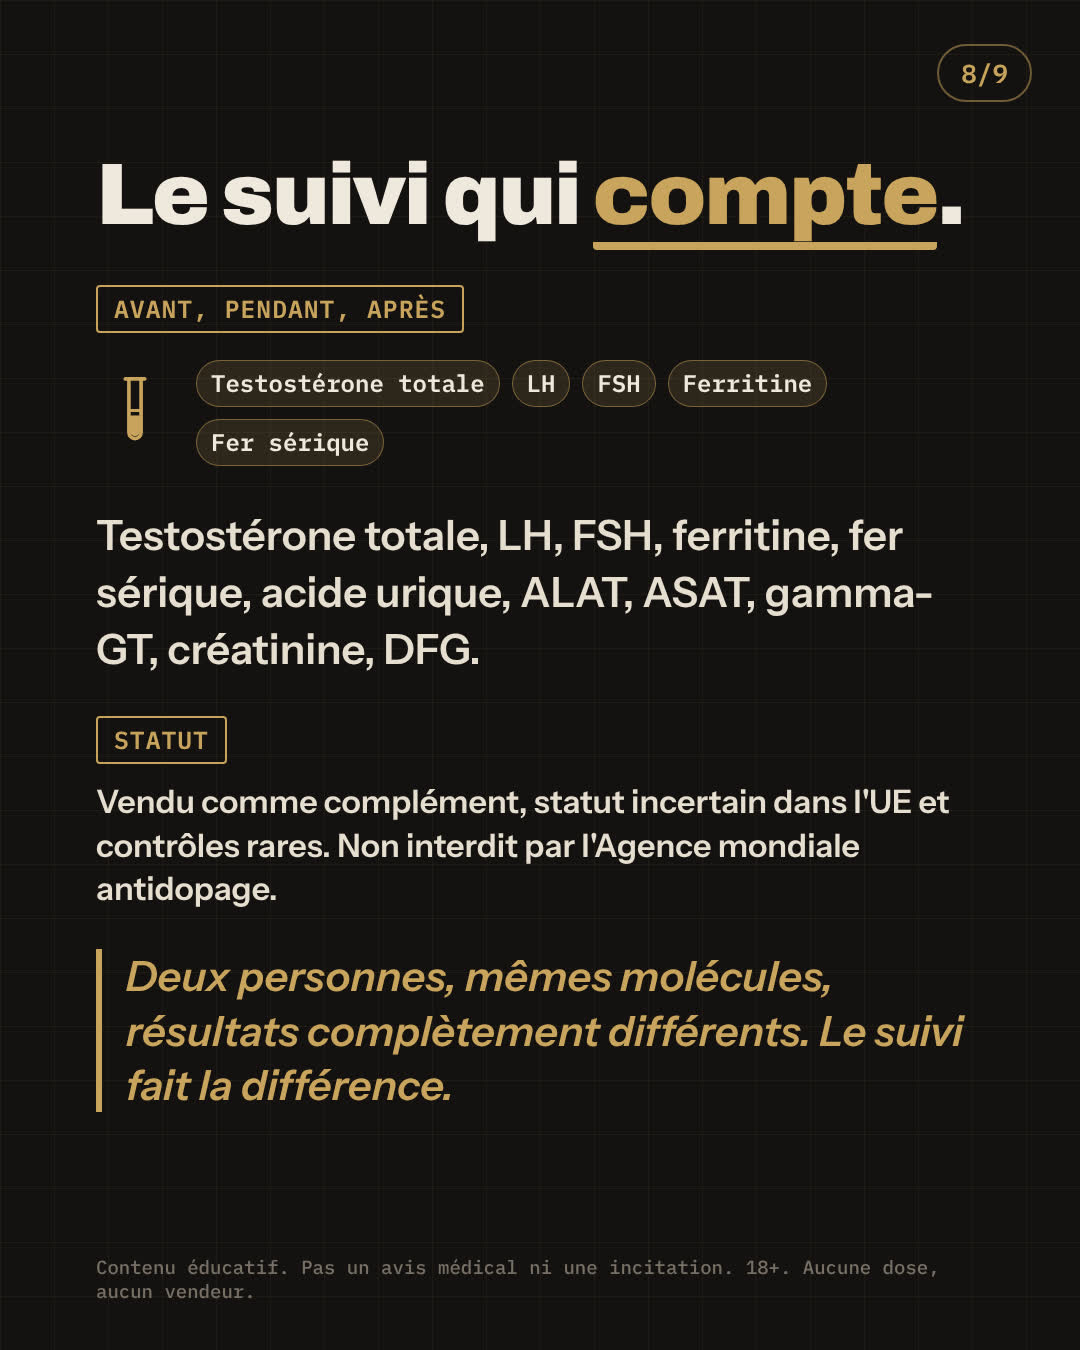 8/9
Le suivi qui compte.
AVANT, PENDANT, APRÈS
Testostérone totale LH FSH Ferritine
Fer sérique
Testostérone totale, LH, FSH, ferritine, fer
sérique, acide urique, ALAT, ASAT, gamma-
GT, créatinine, DFG.
STATUT
Vendu comme complément, statut incertain dans l'UE et
contrôles rares. Non interdit par l'Agence mondiale
antidopage.
Deux personnes, mêmes molécules,
résultats complètement différents. Le suivi
fait la différence.
Contenu éducatif. Pas un avis médical ni une incitation. 18+. Aucune dose,
aucun vendeur.